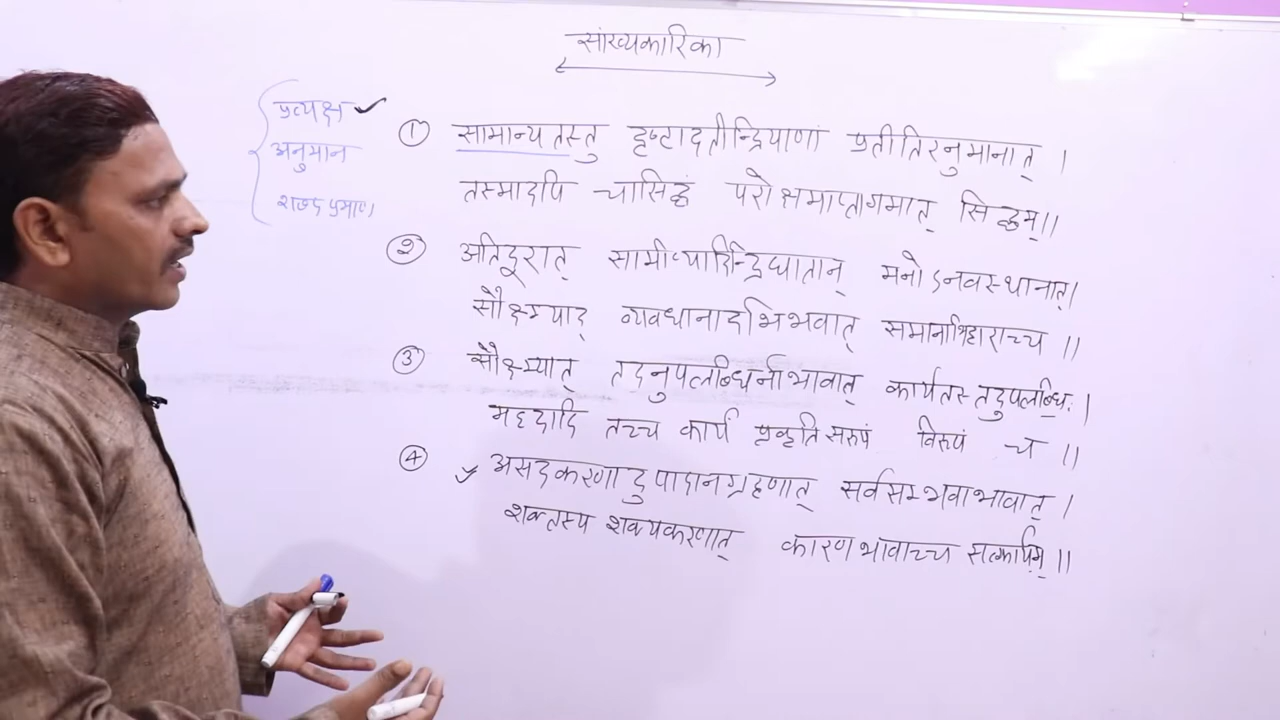 सांख्यकारिका
प्रत्यक्ष ✓
अनुमान
शब्द प्रमाण
① सामान्यतस्तु दृष्टादतीन्द्रियाणां प्रतीतिरनुमानात् ।
तस्मादपि चासिद्धं परोक्षमाप्तागमात् सिद्धम् ॥
② अतिदूरात् सामीप्यादिन्द्रियघातान् मनोऽनवस्थानात् ।
सौक्ष्म्याद् व्यवधानादभिभवात् समानाभिहाराच्च ॥
③ सौक्ष्म्यात् तदनुपलब्धिर्नाभावात् कार्यतस्तदुपलब्धिः ।
महदादि तच्च कार्यं प्रकृतिसरूपं विरूपं च ॥
④ ✓ असदकरणादुपादानग्रहणात् सर्वसम्भवाभावात् ।
शक्तस्य शक्यकरणात् कारणभावाच्च सत्कार्यम् ॥